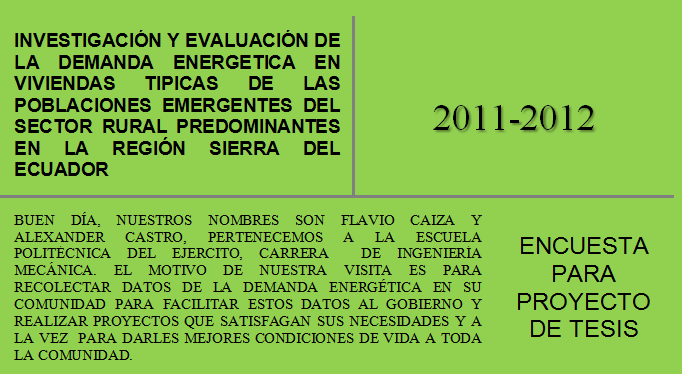 INVESTIGACIÓN Y EVALUACIÓN DE
LA DEMANDA ENERGETICA EN
VIVIENDAS TIPICAS DE LAS
POBLACIONES EMERGENTES DEL
SECTOR RURAL PREDOMINANTES
EN LA REGIÓN SIERRA DEL
ECUADOR
2011-2012
BUEN DÍA, NUESTROS NOMBRES SON FLAVIO CAIZA Y
ALEXANDER CASTRO, PERTENECEMOS A LA ESCUELA
POLITÉCNICA DEL EJERCITO, CARRERA DE INGENIERÍA
MECÁNICA. EL MOTIVO DE NUESTRA VISITA ES PARA
RECOLECTAR DATOS DE LA DEMANDA ENERGÉTICA EN SU
COMUNIDAD PARA FACILITAR ESTOS DATOS AL GOBIERNO Y
REALIZAR PROYECTOS QUE SATISFAGAN SUS NECESIDADES Y A
LA VEZ PARA DARLES MEJORES CONDICIONES DE VIDA A TODA
LA COMUNIDAD.
ENCUESTA
PARA
PROYECTO
DE TESIS